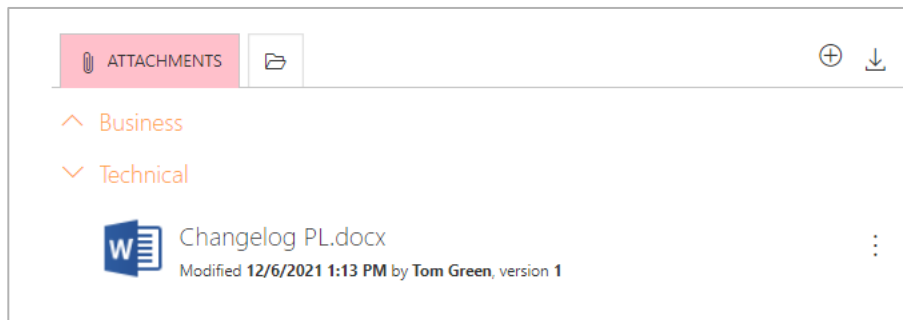 ATTACHMENTS
Business
Technical
W
Changelog PL.docx
Modified 12/6/2021 1:13 PM by Tom Green, version 1